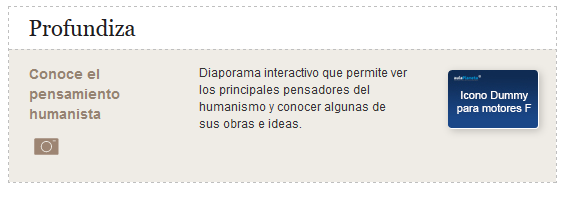 Profundiza
Conoce el
pensamiento
humanista
Diaporama interactivo que permite ver
los principales pensadores del
humanismo y conocer algunas de
sus obras e ideas.
aulaPlaneta
Icono Dummy
para motores F